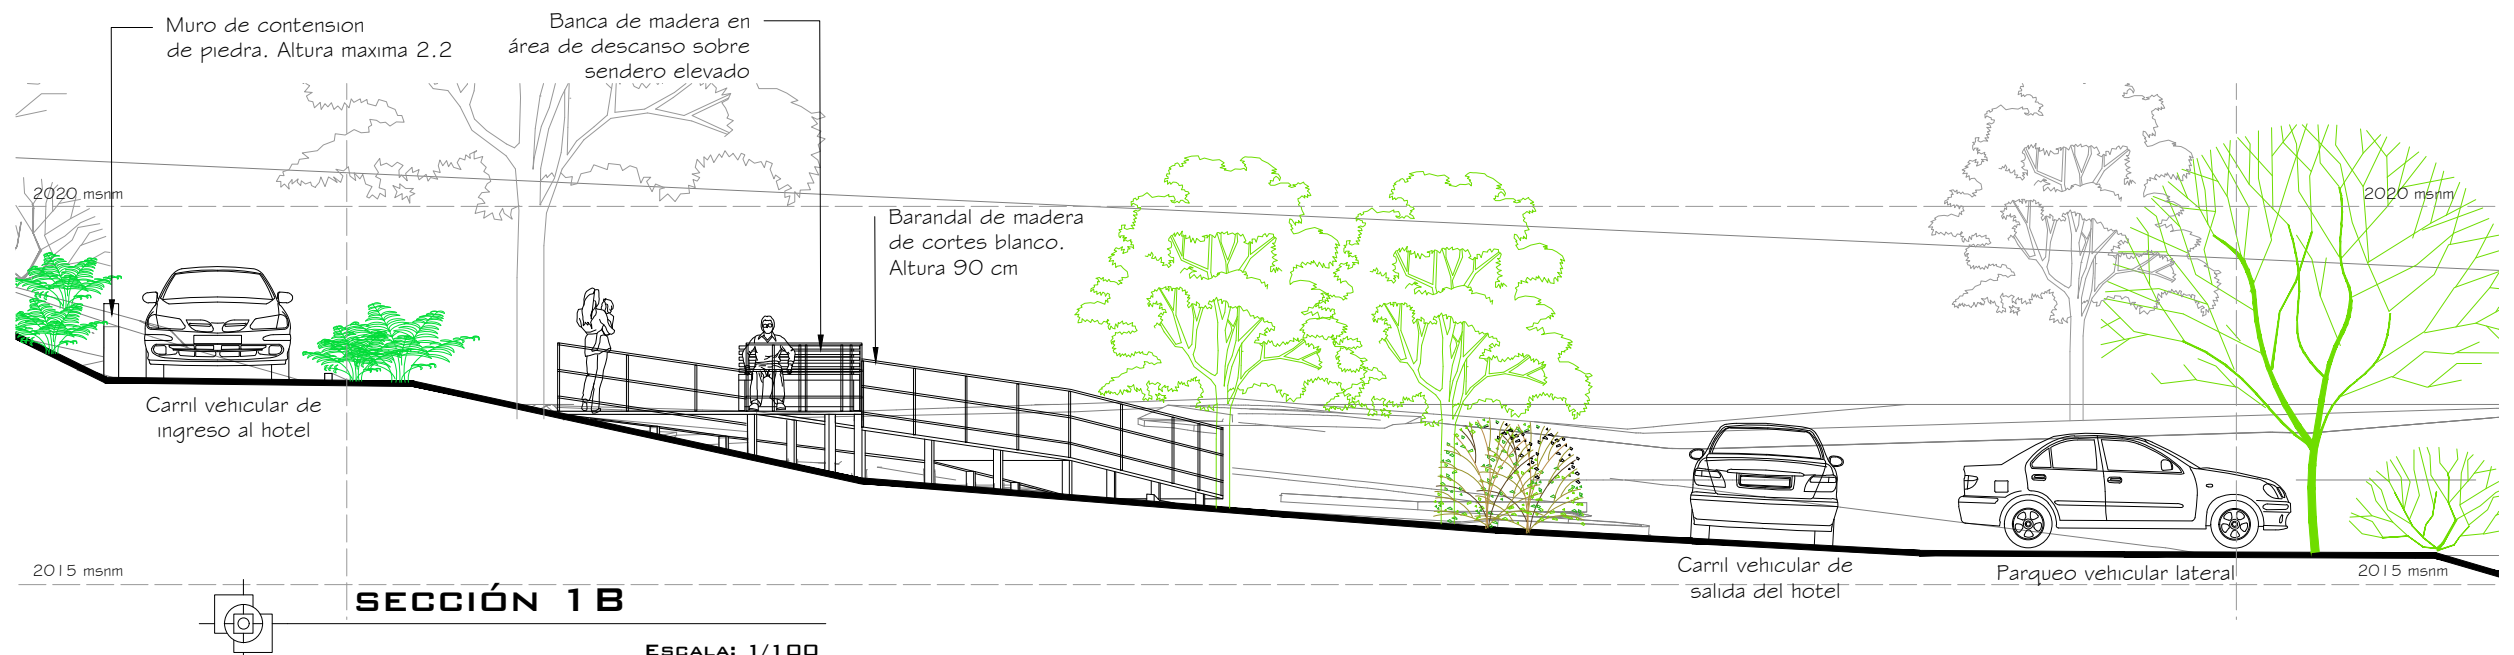 Muro de contension
de piedra. Altura maxima 2.2
Banca de madera en
área de descanso sobre
sendero elevado
2020 msnm
2020 msnm
Barandal de madera
de cortes blanco.
Altura 90 cm
Carril vehicular de
ingreso al hotel
Carril vehicular de
salida del hotel
Parqueo vehicular lateral
2015 msnm
2015 msnm
SECCIÓN 1B
ESCALA: 1/100